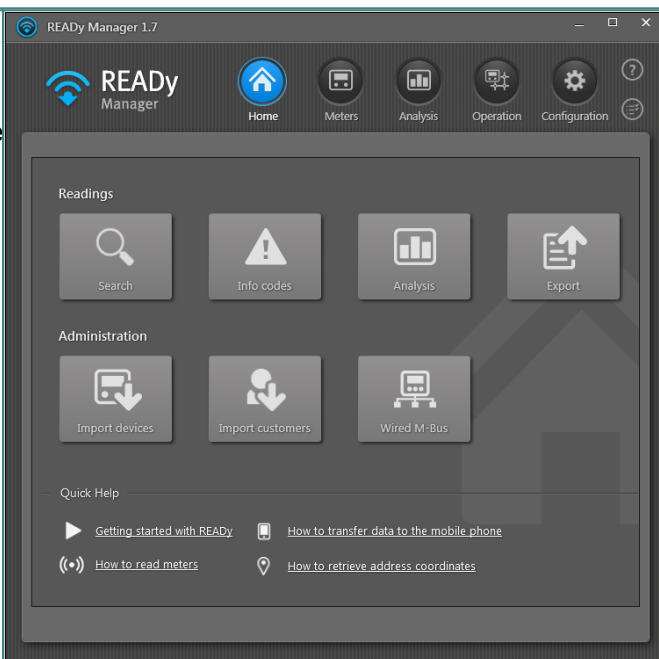 READy Manager 1.7
READy
Manager
Home Meters Analysis Operation Configuration
?
e
Readings
Search Info codes Analysis Export
Administration
Import devices Import customers Wired M-Bus
Quick Help
Getting started with READy How to transfer data to the mobile phone
How to read meters How to retrieve address coordinates